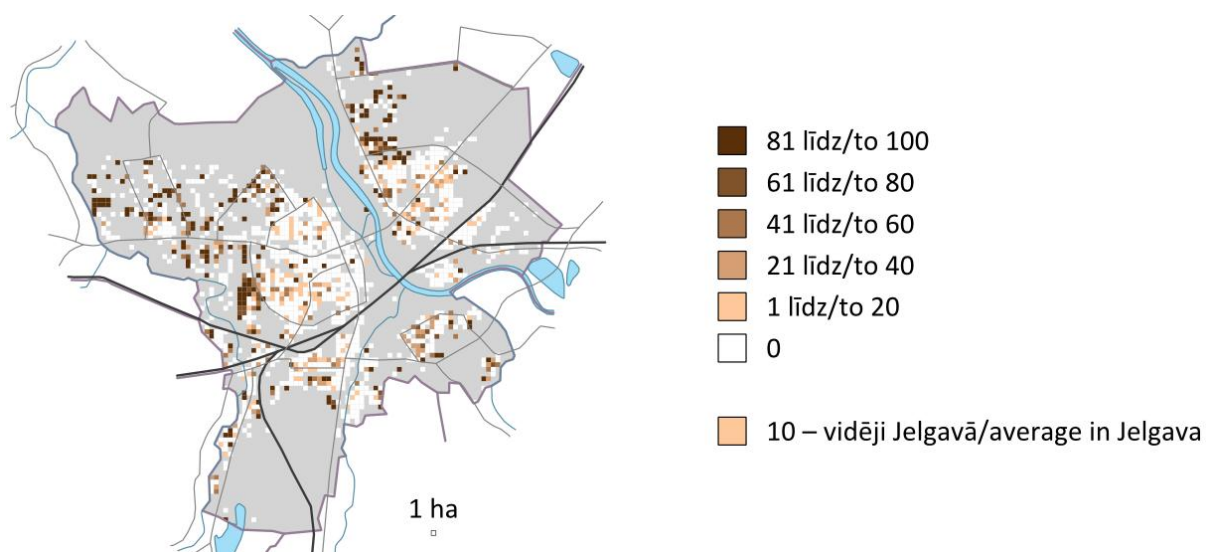 81 līdz/to 100
61 līdz/to 80
41 līdz/to 60
21 līdz/to 40
1 līdz/to 20
0
10 – vidēji Jelgavā/average in Jelgava
1 ha